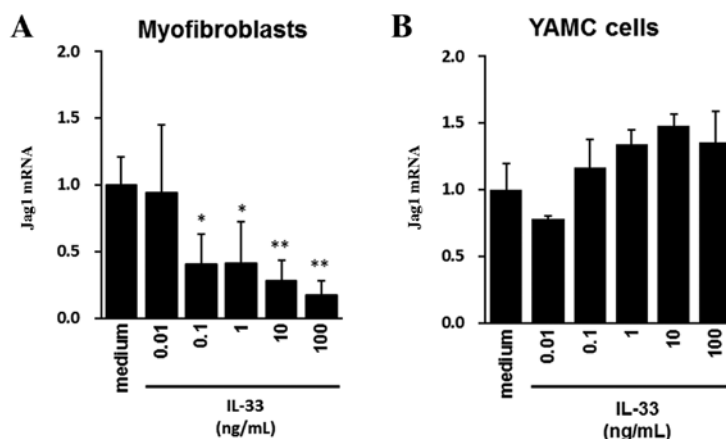 A
Myofibroblasts
2.0
1.5
1.0
0.5
0.0
Jag1 mRNA
*
*
**
**
medium
0.01
0.1
1
10
100
IL-33
(ng/mL)
B
YAMC cells
2.0
1.5
1.0
0.5
0.0
Jag1 mRNA
medium
0.01
0.1
1
10
100
IL-33
(ng/mL)